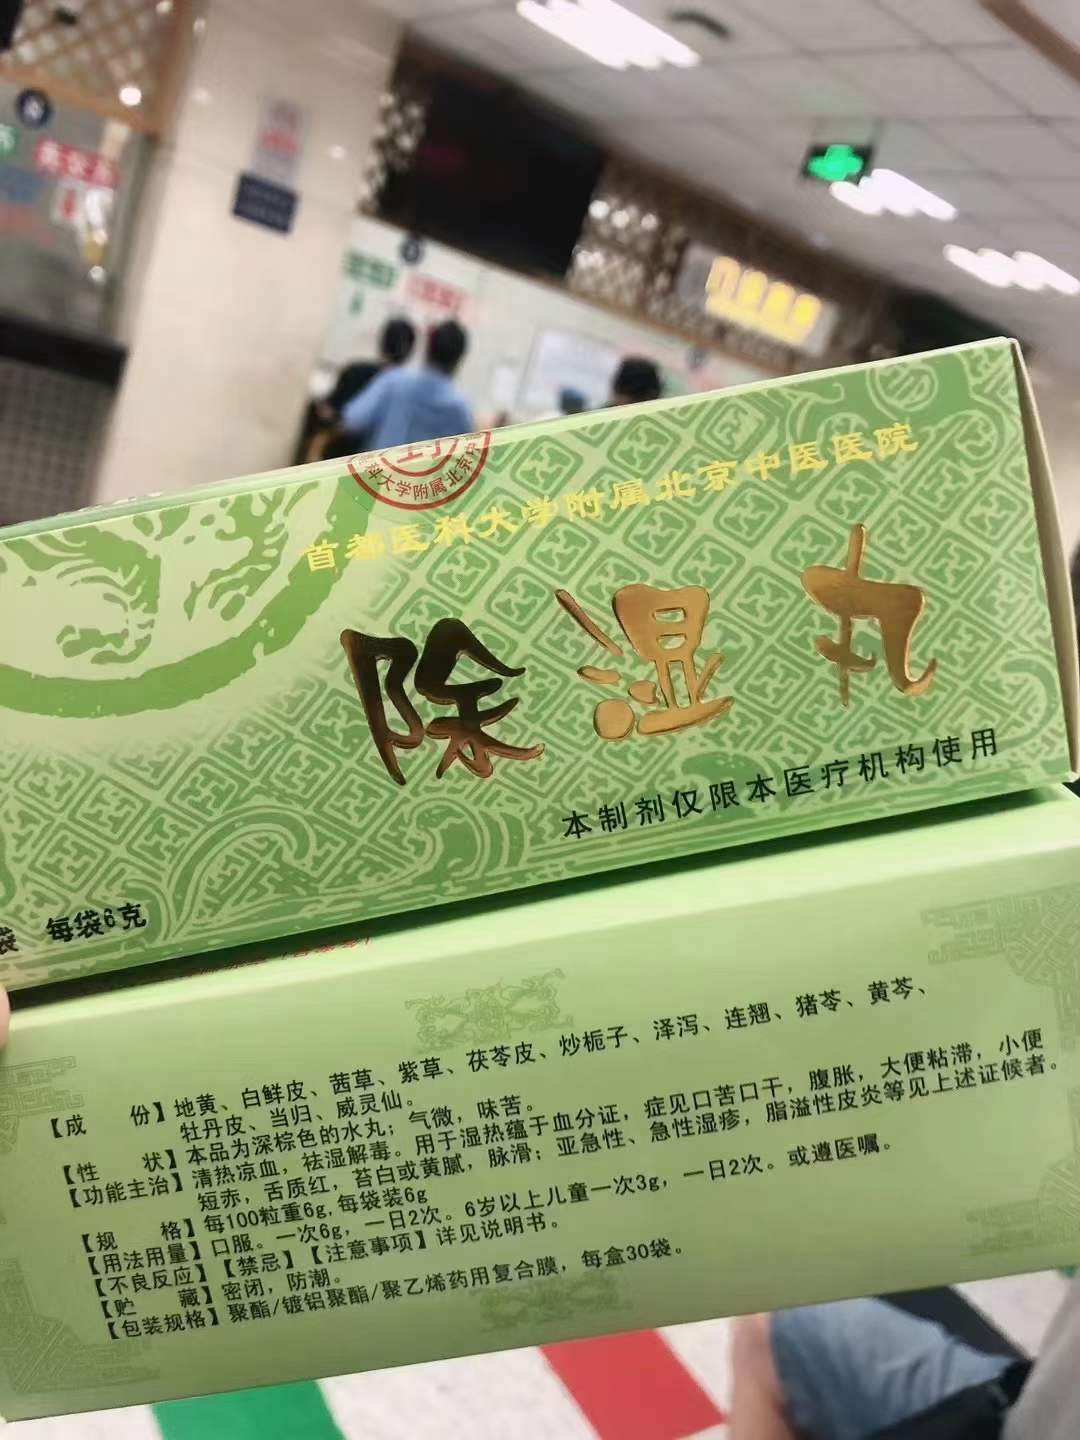 科大学附属北京中
首都医科大学附属北京中医医院
除湿丸
本制剂仅限本医疗机构使用
袋 每袋6克
【成 份】地黄、白鲜皮、茜草、紫草、茯苓皮、炒栀子、泽泻、连翘、猪苓、黄芩、
牡丹皮、当归、威灵仙。
【性 状】本品为深棕色的水丸；气微，味苦。
【功能主治】清热凉血，祛湿解毒。用于湿热蕴于血分证，症见口苦口干，腹胀，大便粘滞，小便
短赤，舌质红，苔白或黄腻，脉滑；亚急性、急性湿疹，脂溢性皮炎等见上述证候者。
【规 格】每100粒重6g,每袋装6g
【用法用量】口服。一次6g，一日2次。6岁以上儿童一次3g，一日2次。或遵医嘱。
【不良反应】【禁忌】【注意事项】详见说明书。
【贮 藏】密闭，防潮。
【包装规格】聚酯/镀铝聚酯/聚乙烯药用复合膜，每盒30袋。